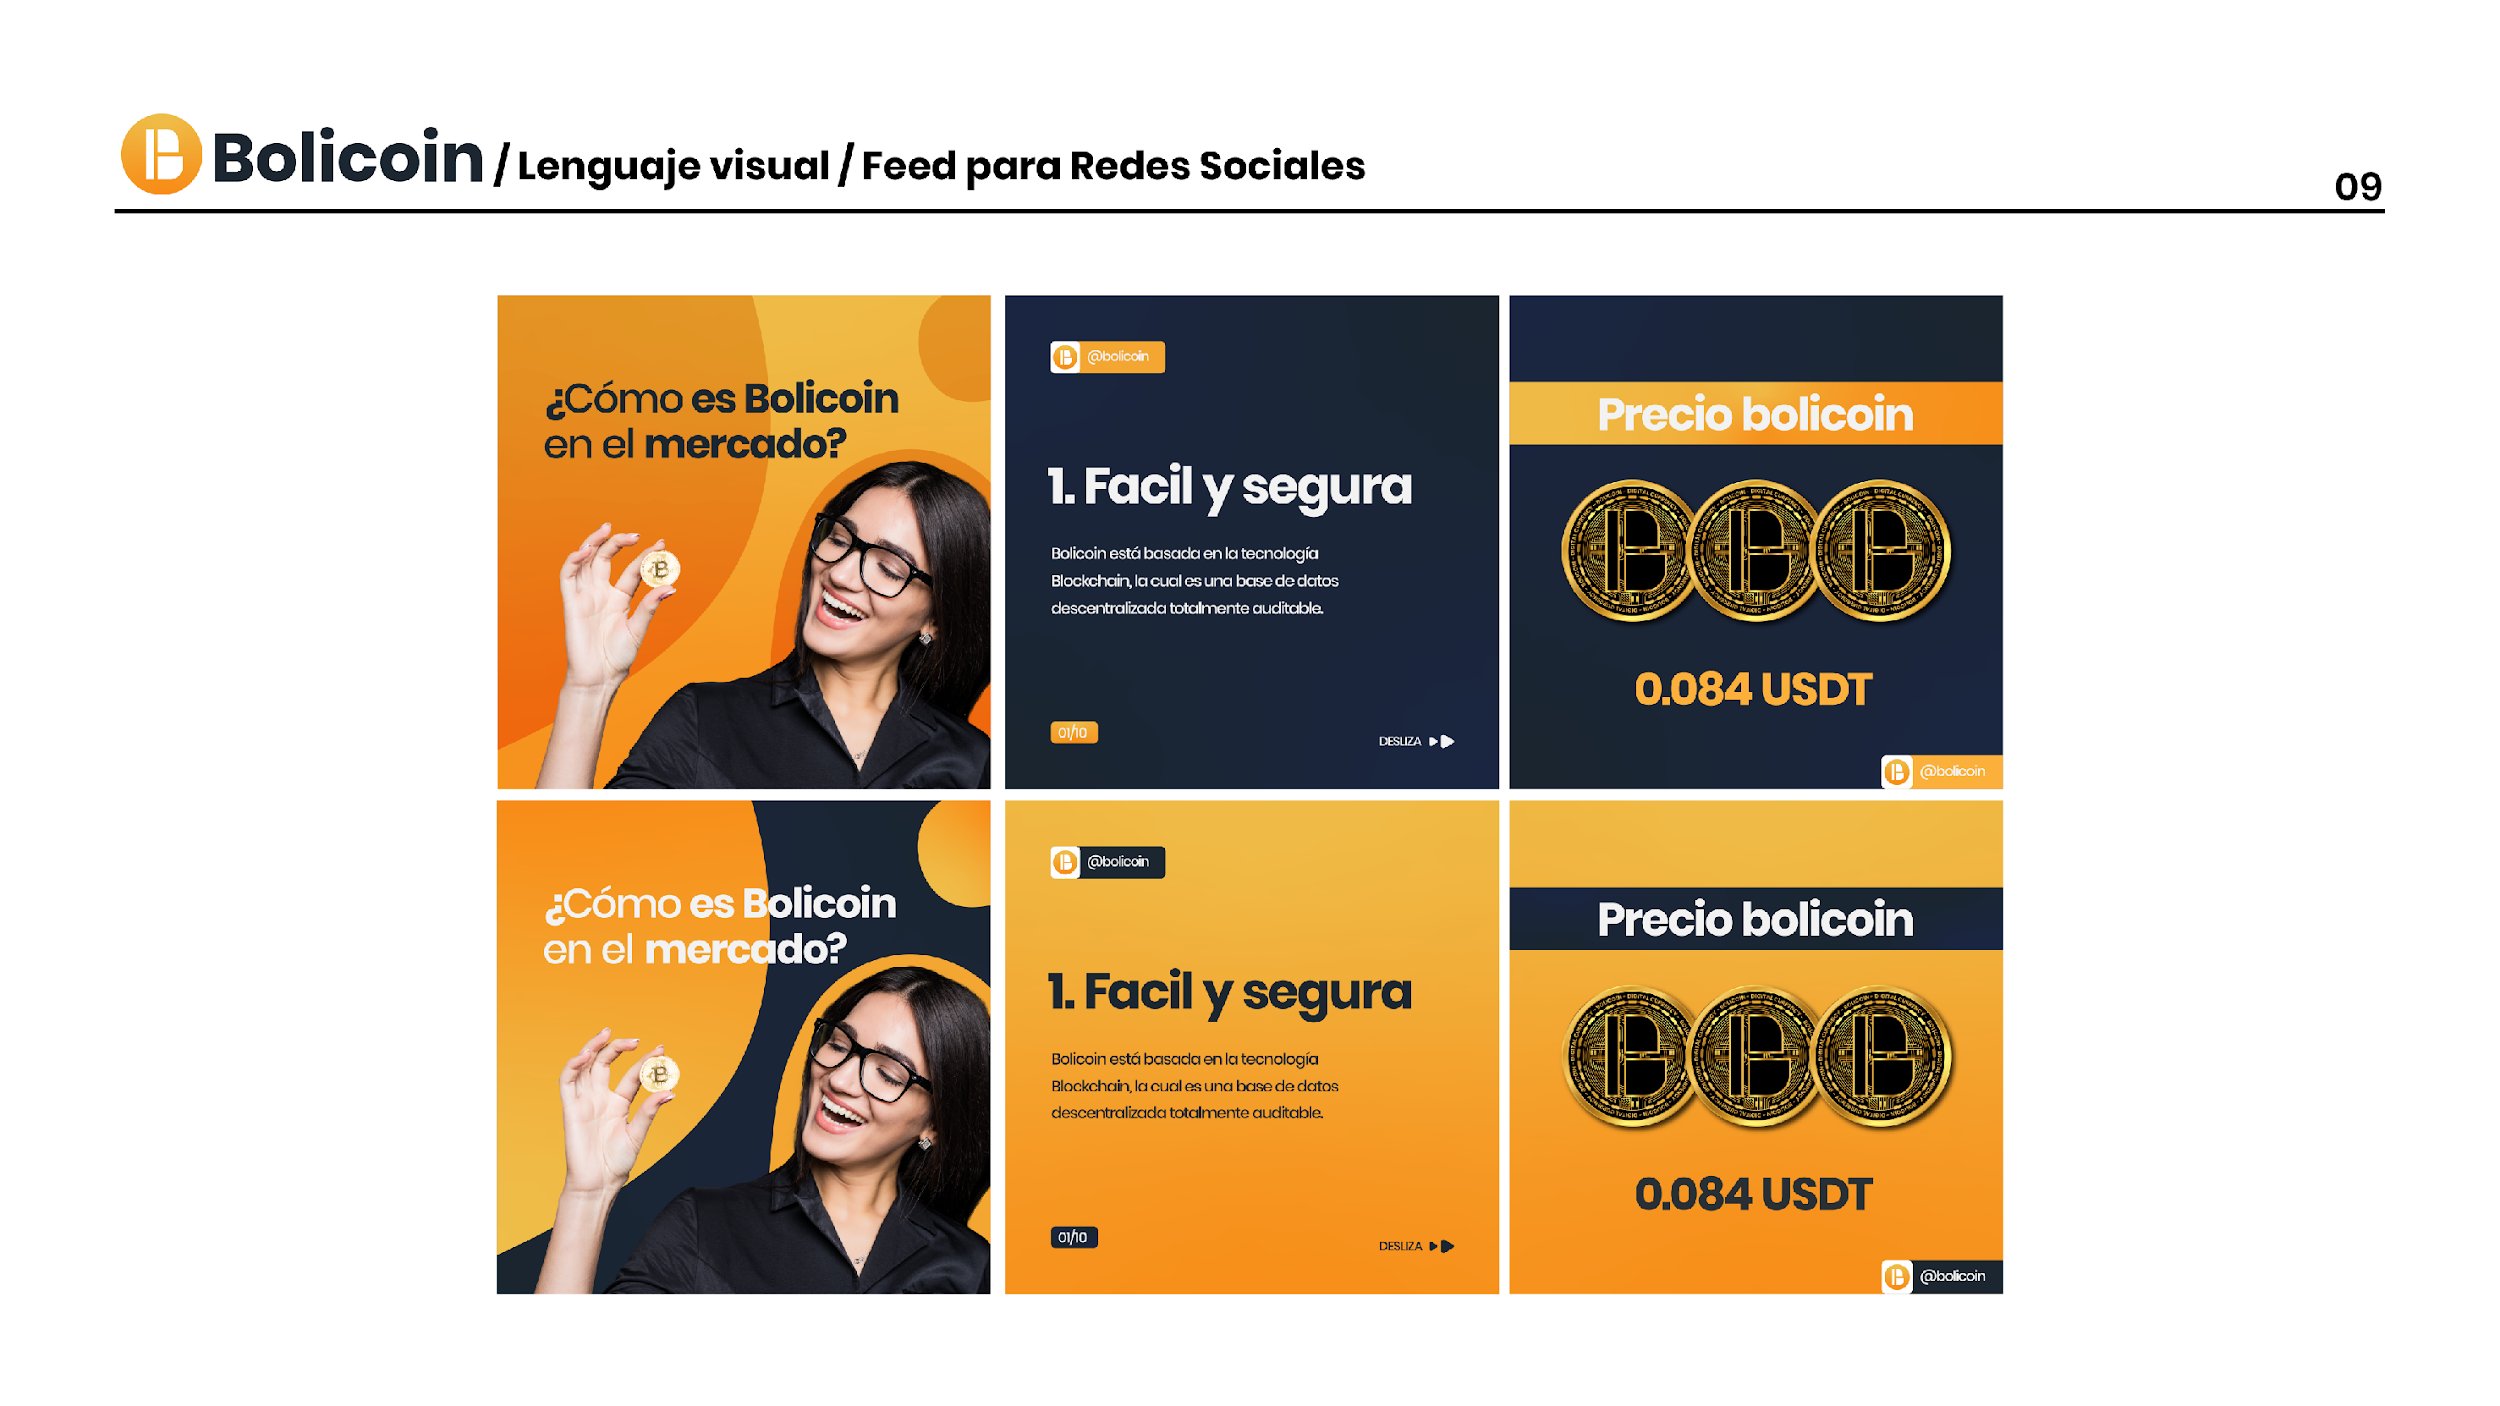 Bolicoin / Lenguaje visual / Feed para Redes Sociales
09
¿Cómo es Bolicoin
en el mercado?
@bolicoin
1. Facil y segura
Bolicoin está basada en la tecnología
Blockchain, la cual es una base de datos
descentralizada totalmente auditable.
01/10
DESLIZA
Precio bolicoin
0.084 USDT
@bolicoin
¿Cómo es Bolicoin
en el mercado?
@bolicoin
1. Facil y segura
Bolicoin está basada en la tecnología
Blockchain, la cual es una base de datos
descentralizada totalmente auditable.
01/10
DESLIZA
Precio bolicoin
0.084 USDT
@bolicoin